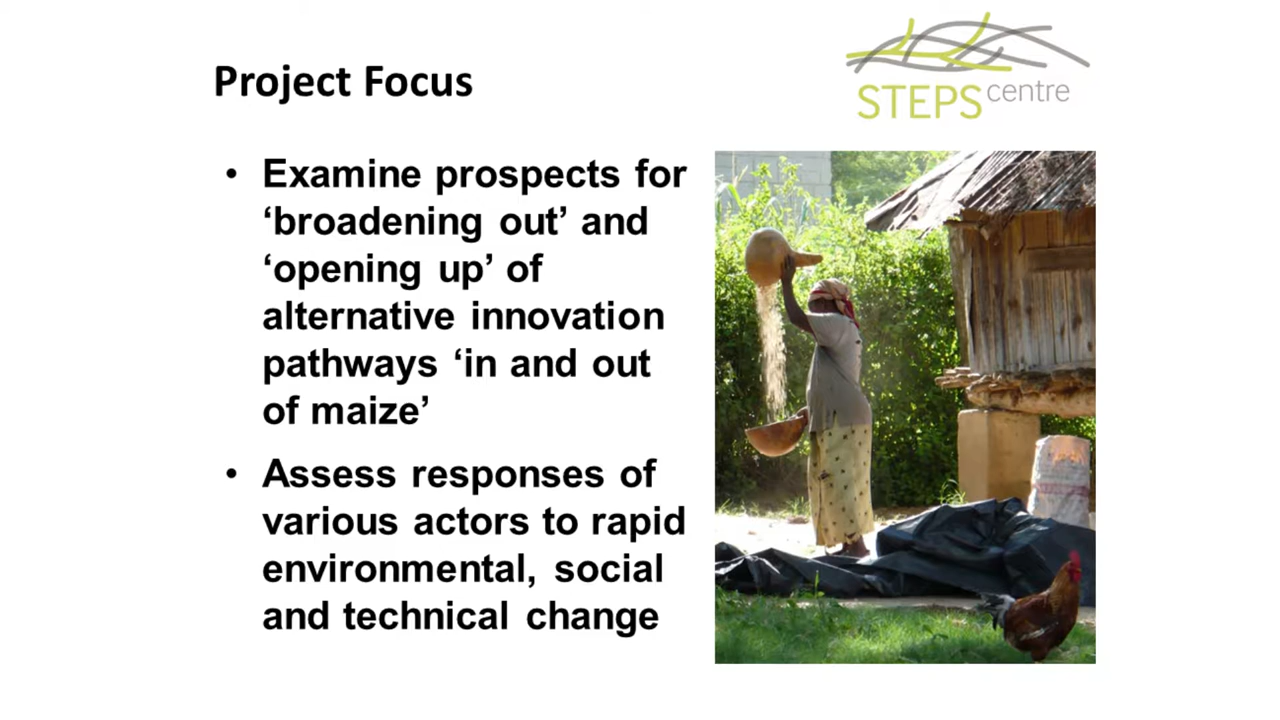 Project Focus
STEPS centre
• Examine prospects for
‘broadening out’ and
‘opening up’ of
alternative innovation
pathways ‘in and out
of maize’
• Assess responses of
various actors to rapid
environmental, social
and technical change